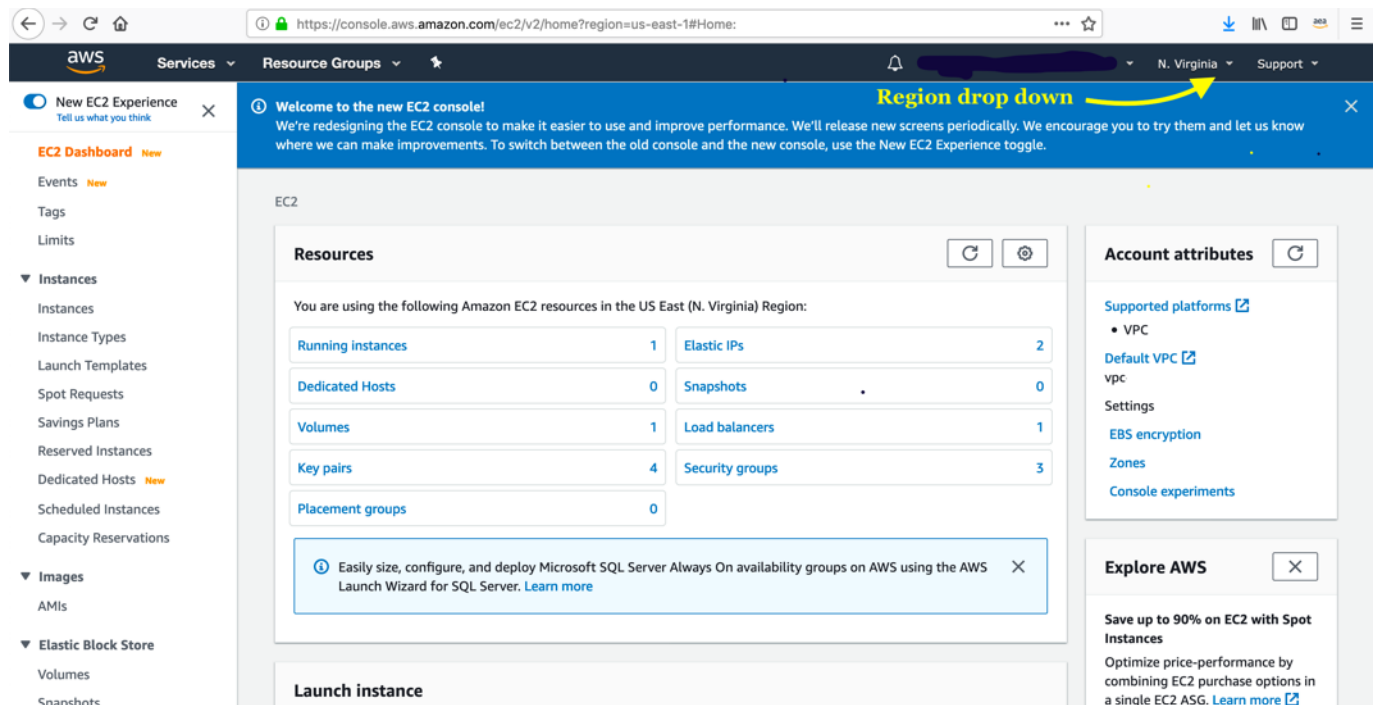 https://console.aws.amazon.com/ec2/v2/home?region=us-east-1#Home:
aws
Services
Resource Groups
N. Virginia
Support
New EC2 Experience
Tell us what you think
Region drop down
Welcome to the new EC2 console!
We're redesigning the EC2 console to make it easier to use and improve performance. We'll release new screens periodically. We encourage you to try them and let us know
where we can make improvements. To switch between the old console and the new console, use the New EC2 Experience toggle.
EC2 Dashboard New
Events New
Tags
Limits
Instances
Instances
Instance Types
Launch Templates
Spot Requests
Savings Plans
Reserved Instances
Dedicated Hosts New
Scheduled Instances
Capacity Reservations
Images
AMIs
Elastic Block Store
Volumes
Snapshots
EC2
Resources
You are using the following Amazon EC2 resources in the US East (N. Virginia) Region:
Running instances 1
Elastic IPs 2
Dedicated Hosts 0
Snapshots 0
Volumes 1
Load balancers 1
Key pairs 4
Security groups 3
Placement groups 0
Easily size, configure, and deploy Microsoft SQL Server Always On availability groups on AWS using the AWS
Launch Wizard for SQL Server. Learn more
Launch instance
Account attributes
Supported platforms
• VPC
Default VPC
vpc
Settings
EBS encryption
Zones
Console experiments
Explore AWS
Save up to 90% on EC2 with Spot
Instances
Optimize price-performance by
combining EC2 purchase options in
a single EC2 ASG. Learn more